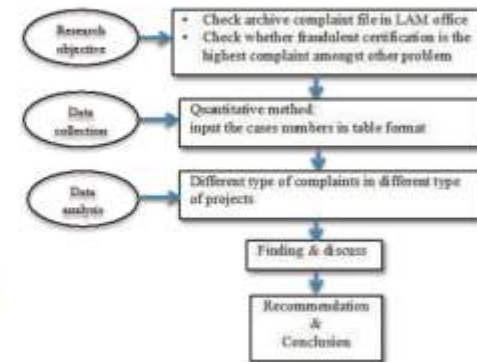 Research
objective
• Check archive complaint file in LAM office
• Check whether fraudulent certification is the
highest complaint amongst other problem
Data
collection
Quantitative method:
input the cases numbers in table format
Data
analysis
Different type of complaints in different type
of projects
Finding & discuss
Recommendation
&
Conclusion